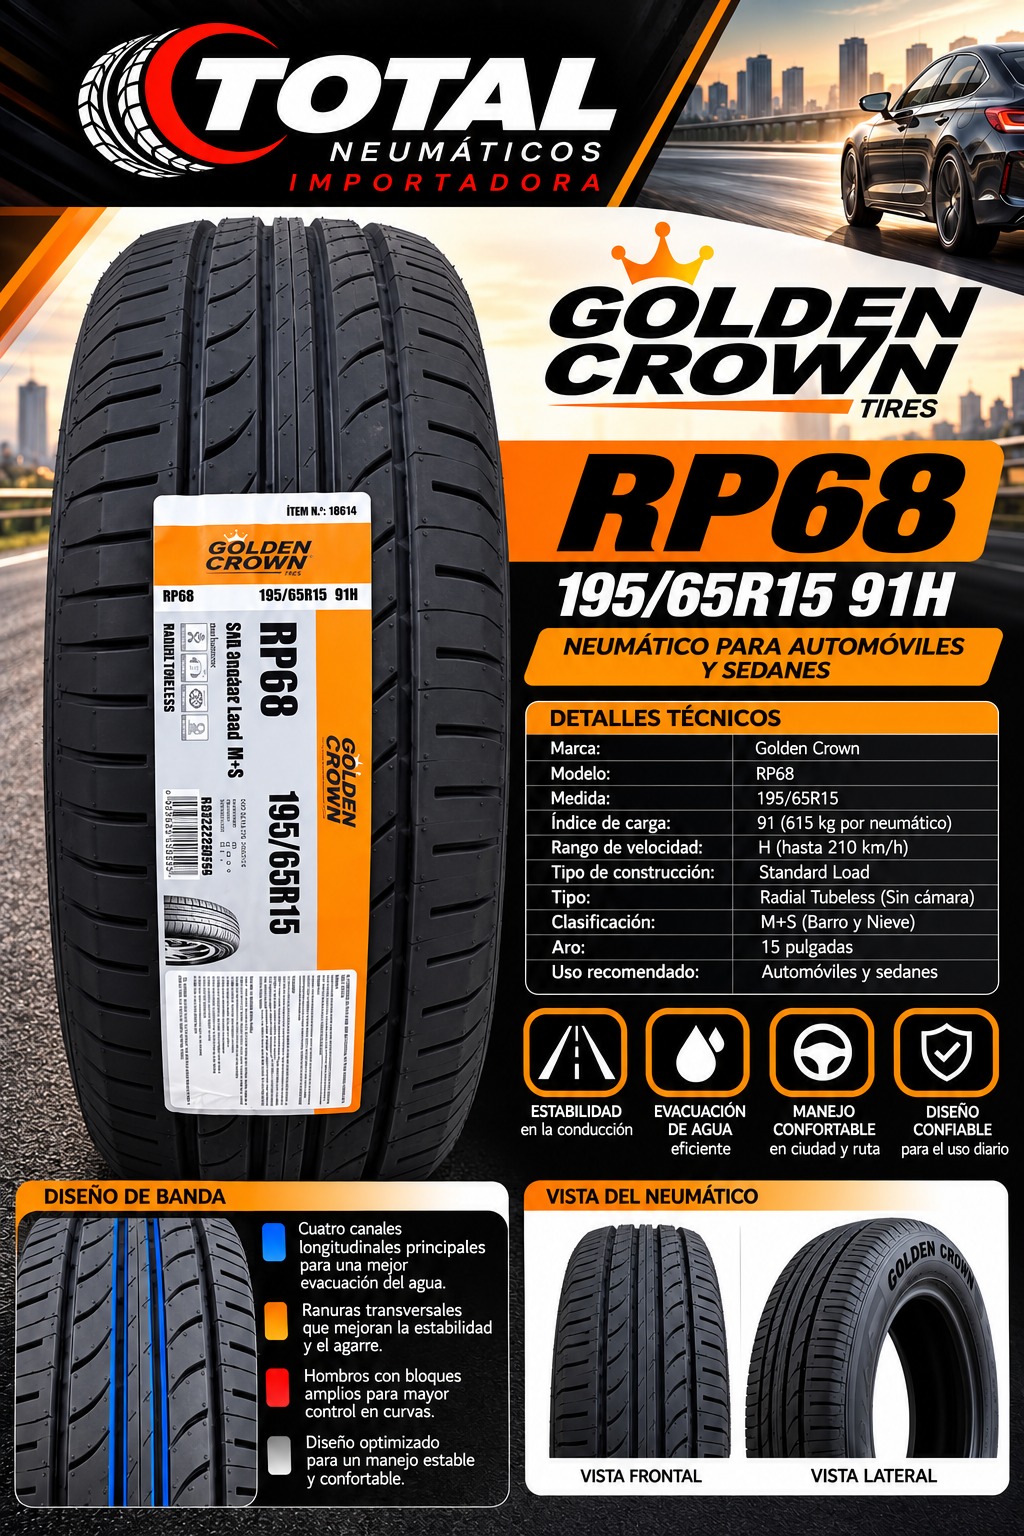 TOTAL
NEUMÁTICOS
IMPORTADORA
GOLDEN
CROWN
TIRES
RP68
195/65R15 91H
NEUMÁTICO PARA AUTOMÓVILES
Y SEDANES
ÍTEM N.º: 18614
GOLDEN
CROWN
TIRES
RP68 195/65R15 91H
RP68 195/65R15
M+S
GOLDEN
CROWN
DETALLES TÉCNICOS
Marca: Golden Crown
Modelo: RP68
Medida: 195/65R15
Índice de carga: 91 (615 kg por neumático)
Rango de velocidad: H (hasta 210 km/h)
Tipo de construcción: Standard Load
Tipo: Radial Tubeless (Sin cámara)
Clasificación: M+S (Barro y Nieve)
Aro: 15 pulgadas
Uso recomendado: Automóviles y sedanes
ESTABILIDAD
en la conducción
EVACUACIÓN
DE AGUA
eficiente
MANEJO
CONFORTABLE
en ciudad y ruta
DISEÑO
CONFIABLE
para el uso diario
DISEÑO DE BANDA
Cuatro canales
longitudinales principales
para una mejor
evacuación del agua.
Ranuras transversales
que mejoran la estabilidad
y el agarre.
Hombros con bloques
amplios para mayor
control en curvas.
Diseño optimizado
para un manejo estable
y confortable.
VISTA DEL NEUMÁTICO
GOLDEN CROWN
VISTA FRONTAL
VISTA LATERAL